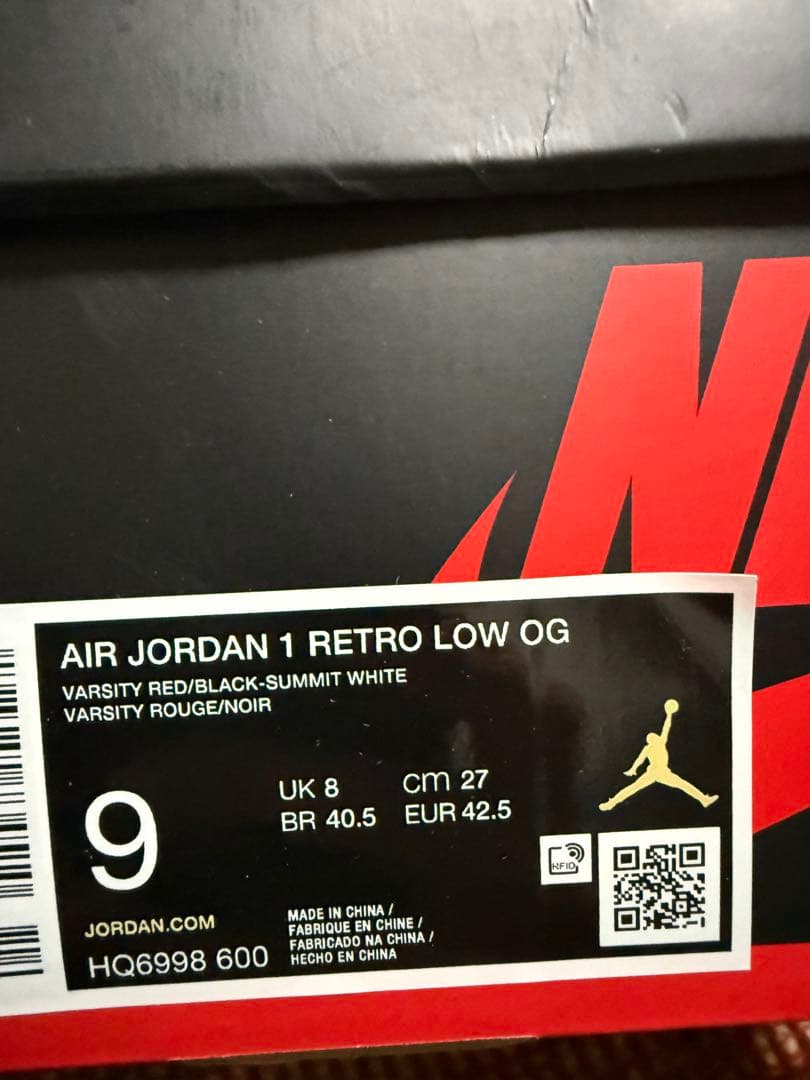 AIR JORDAN 1 RETRO LOW OG
VARSITY RED/BLACK-SUMMIT WHITE
VARSITY ROUGE/NOIR
9
UK 8 cm 27
BR 40.5 EUR 42.5
RFID
JORDAN.COM
HQ6998 600
MADE IN CHINA /
FABRIQUE EN CHINE /
FABRICADO NA CHINA /
HECHO EN CHINA